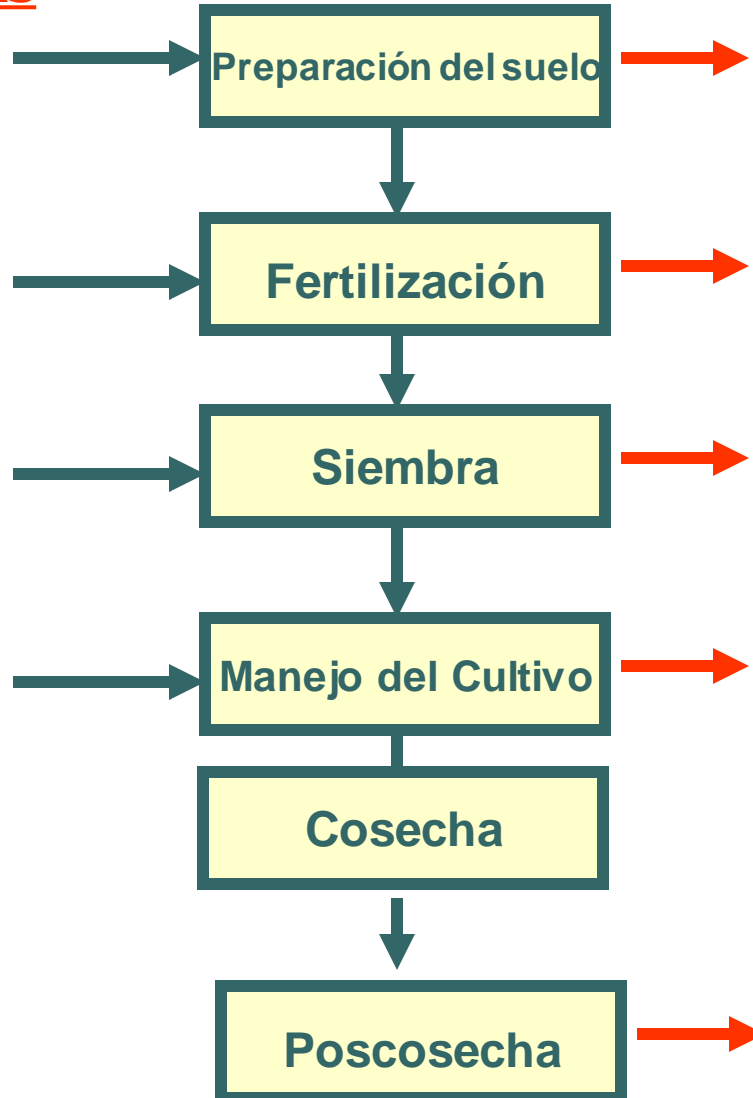 Preparación del suelo
Fertilización
Siembra
Manejo del Cultivo
Cosecha
Poscosecha